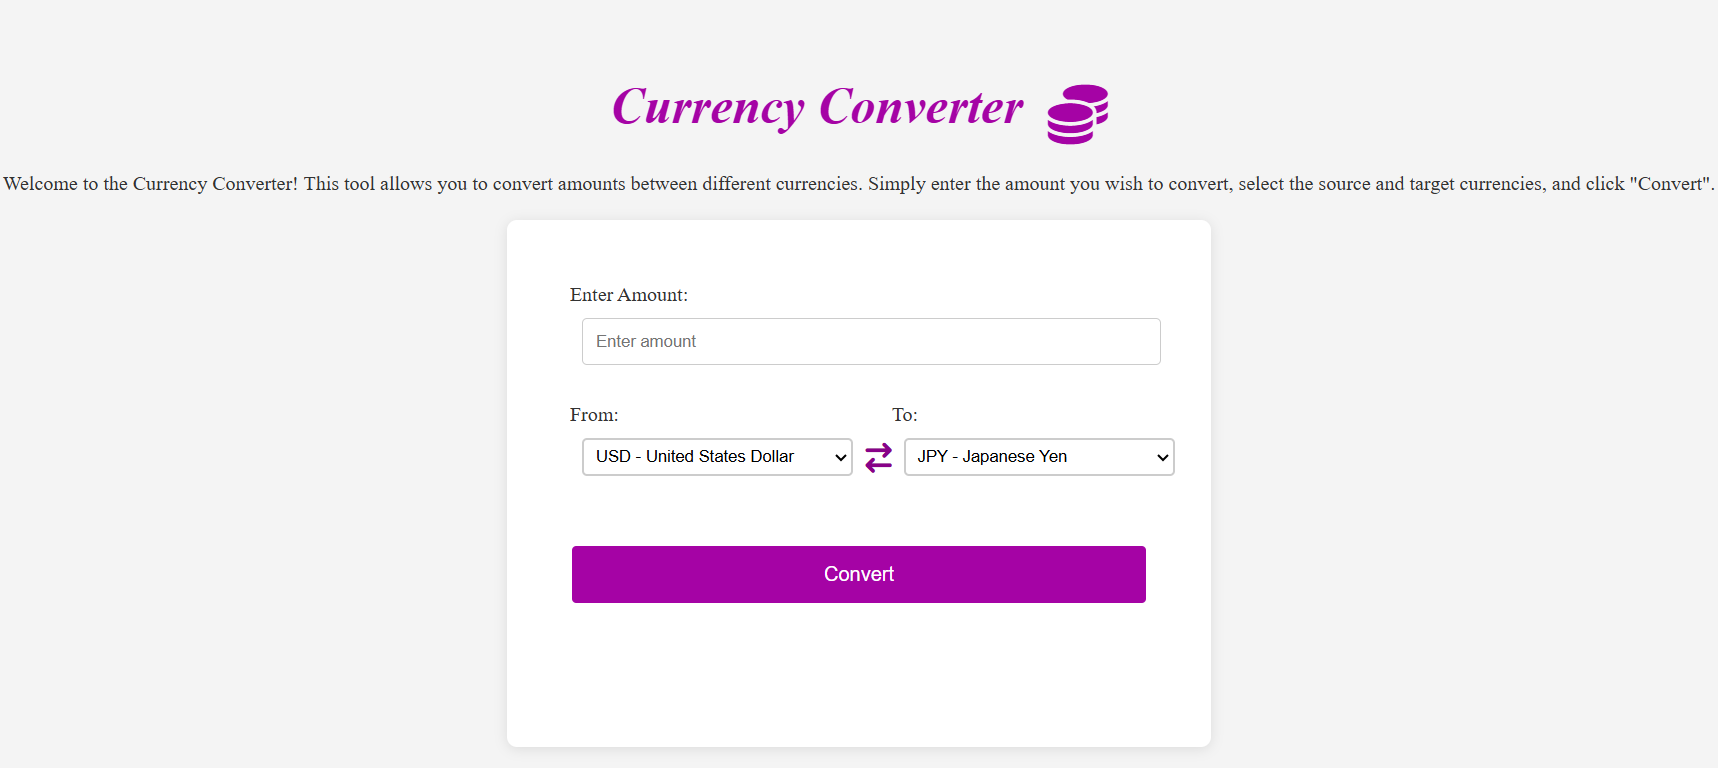 Currency Converter
Welcome to the Currency Converter! This tool allows you to convert amounts between different currencies. Simply enter the amount you wish to convert, select the source and target currencies, and click "Convert".
Enter Amount:
Enter amount
From: To:
USD - United States Dollar JPY - Japanese Yen
Convert